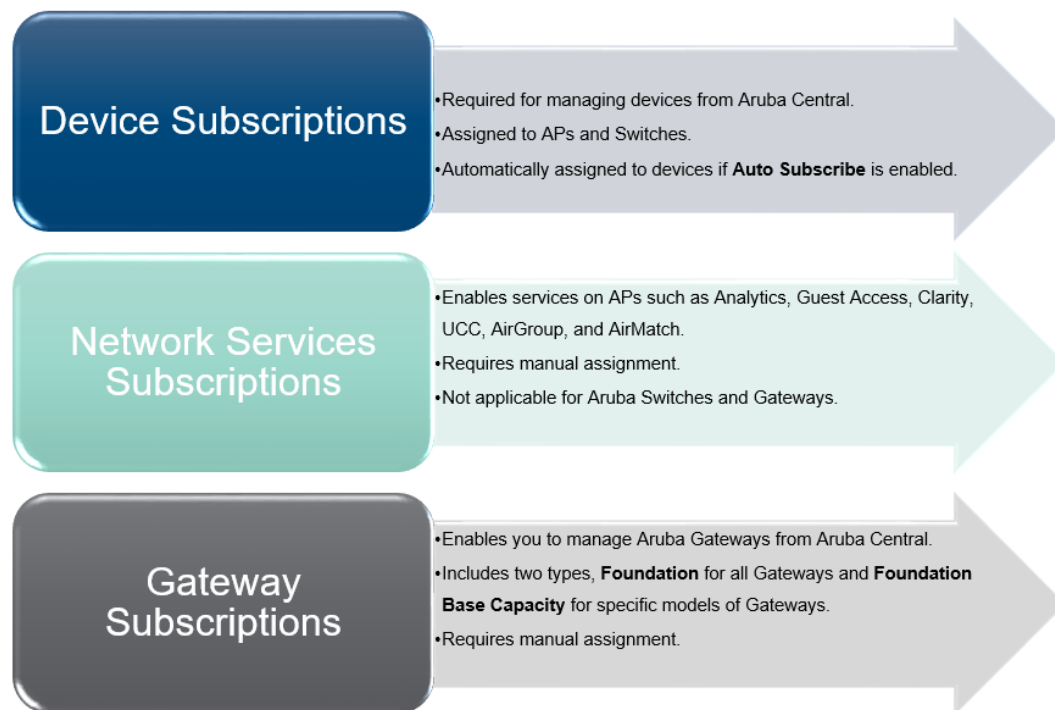 Device Subscriptions
•Required for managing devices from Aruba Central.
•Assigned to APs and Switches.
•Automatically assigned to devices if Auto Subscribe is enabled.
Network Services
Subscriptions
•Enables services on APs such as Analytics, Guest Access, Clarity,
UCC, AirGroup, and AirMatch.
•Requires manual assignment.
•Not applicable for Aruba Switches and Gateways.
Gateway
Subscriptions
•Enables you to manage Aruba Gateways from Aruba Central.
•Includes two types, Foundation for all Gateways and Foundation
Base Capacity for specific models of Gateways.
•Requires manual assignment.